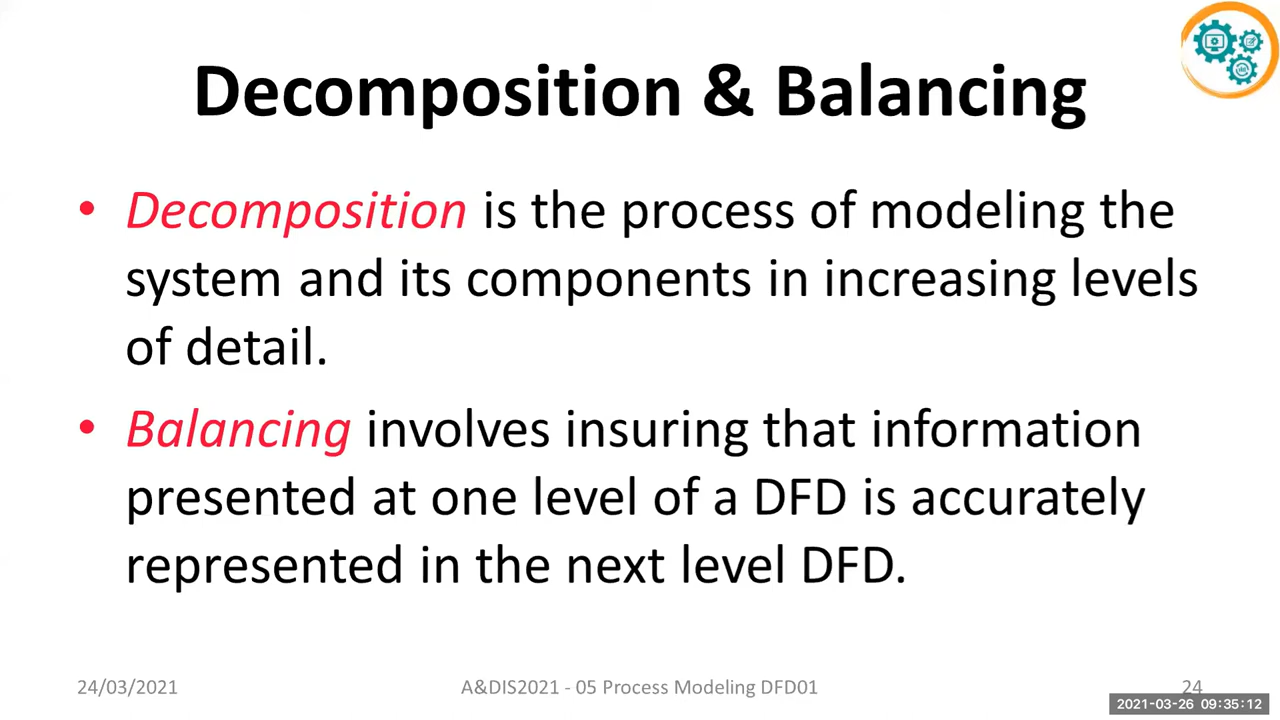 Decomposition & Balancing
• Decomposition is the process of modeling the
system and its components in increasing levels
of detail.
• Balancing involves insuring that information
presented at one level of a DFD is accurately
represented in the next level DFD.
24/03/2021
A&DIS2021 - 05 Process Modeling DFD01
24
2021-03-26 09:35:12